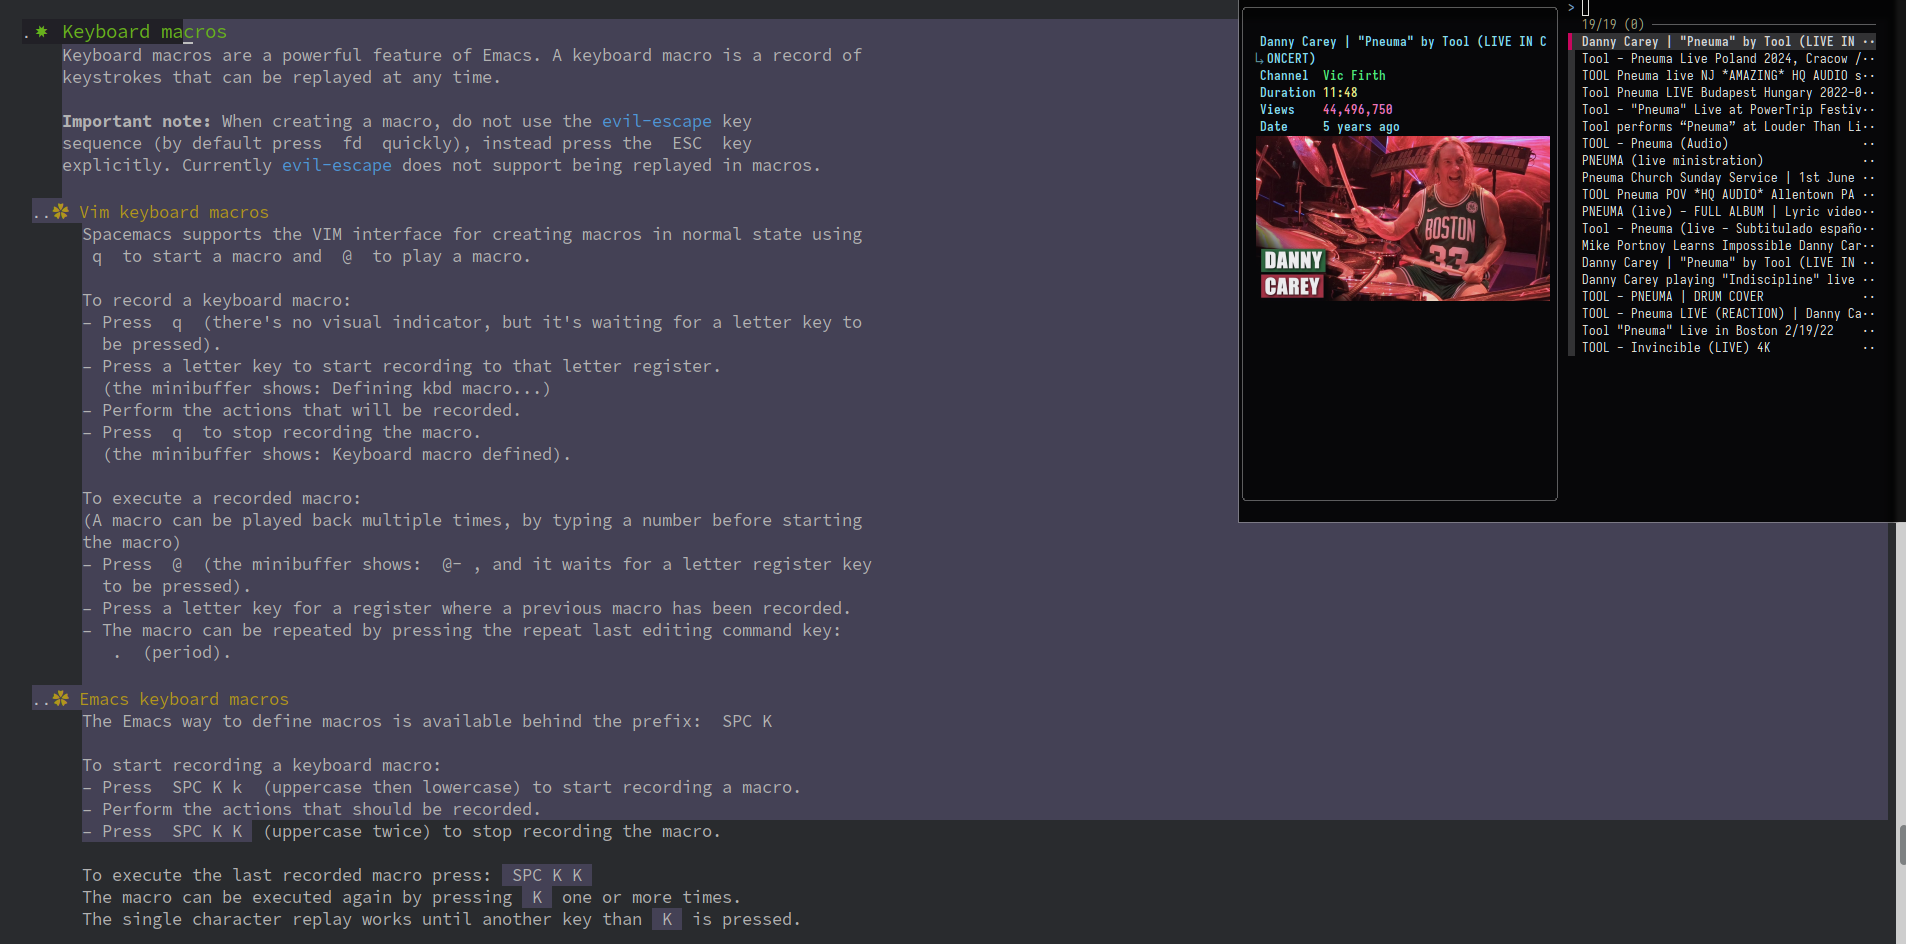 .✸ Keyboard macros
Keyboard macros are a powerful feature of Emacs. A keyboard macro is a record of
keystrokes that can be replayed at any time.
Important note: When creating a macro, do not use the evil-escape key
sequence (by default press  fd  quickly), instead press the  ESC  key
explicitly. Currently evil-escape does not support being replayed in macros.
..✿ Vim keyboard macros
Spacemacs supports the VIM interface for creating macros in normal state using
q  to start a macro and  @  to play a macro.
To record a keyboard macro:
– Press  q  (there's no visual indicator, but it's waiting for a letter key to
be pressed).
– Press a letter key to start recording to that letter register.
(the minibuffer shows: Defining kbd macro...)
– Perform the actions that will be recorded.
– Press  q  to stop recording the macro.
(the minibuffer shows: Keyboard macro defined).
To execute a recorded macro:
(A macro can be played back multiple times, by typing a number before starting
the macro)
– Press  @  (the minibuffer shows:  @- , and it waits for a letter register key
to be pressed).
– Press a letter key for a register where a previous macro has been recorded.
– The macro can be repeated by pressing the repeat last editing command key:
.  (period).
..✿ Emacs keyboard macros
The Emacs way to define macros is available behind the prefix:  SPC K
To start recording a keyboard macro:
– Press  SPC K k  (uppercase then lowercase) to start recording a macro.
– Perform the actions that should be recorded.
– Press  SPC K K  (uppercase twice) to stop recording the macro.
To execute the last recorded macro press:  SPC K K
The macro can be executed again by pressing  K  one or more times.
The single character replay works until another key than  K  is pressed.
Danny Carey | "Pneuma" by Tool (LIVE IN C
↳ONCERT)
Channel  Vic Firth
Duration 11:48
Views    44,496,750
Date     5 years ago
BOSTON
33
DANNY
CAREY
>
19/19 (0)
Danny Carey | "Pneuma" by Tool (LIVE IN ··
Tool - Pneuma Live Poland 2024, Cracow /··
TOOL Pneuma live NJ *AMAZING* HQ AUDIO s··
Tool Pneuma LIVE Budapest Hungary 2022-0··
Tool - "Pneuma" Live at PowerTrip Festiv··
Tool performs “Pneuma” at Louder Than Li··
TOOL - Pneuma (Audio) ··
PNEUMA (live ministration) ··
Pneuma Church Sunday Service | 1st June ··
TOOL Pneuma POV *HQ AUDIO* Allentown PA ··
PNEUMA (live) - FULL ALBUM | Lyric video··
Tool - Pneuma (live - Subtitulado españo··
Mike Portnoy Learns Impossible Danny Car··
Danny Carey | "Pneuma" by Tool (LIVE IN ··
Danny Carey playing "Indiscipline" live ··
TOOL - PNEUMA | DRUM COVER ··
TOOL - Pneuma LIVE (REACTION) | Danny Ca··
Tool "Pneuma" Live in Boston 2/19/22 ··
TOOL - Invincible (LIVE) 4K ··